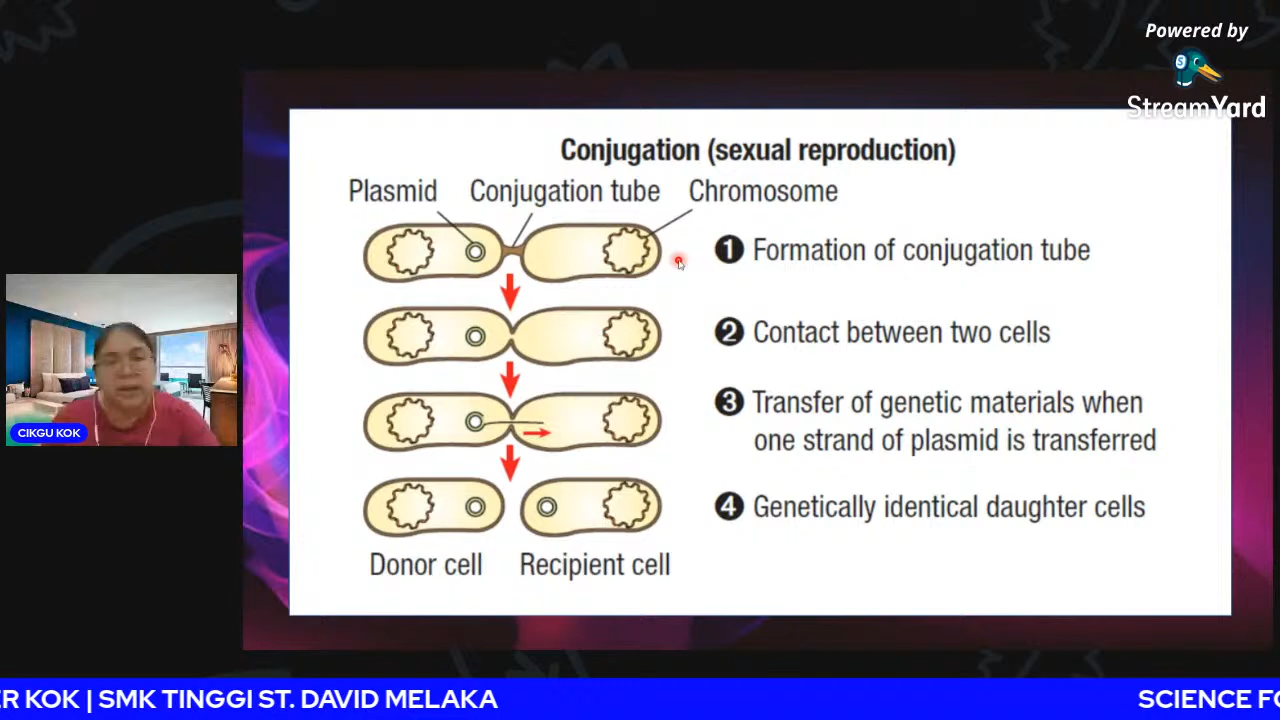 Powered by
StreamYard
Conjugation (sexual reproduction)
Plasmid Conjugation tube Chromosome
1 Formation of conjugation tube
2 Contact between two cells
3 Transfer of genetic materials when
one strand of plasmid is transferred
4 Genetically identical daughter cells
Donor cell Recipient cell
CIKGU KOK
ER KOK | SMK TINGGI ST. DAVID MELAKA
SCIENCE FO